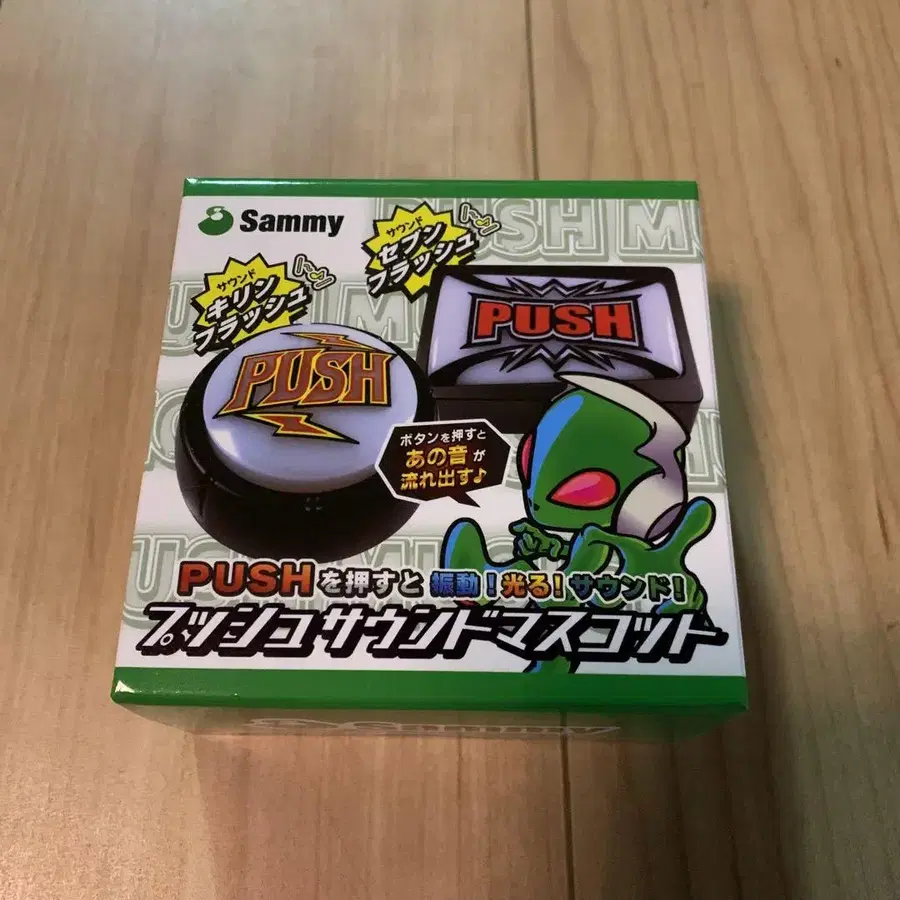 Sammy
サウンド
キリン
フラッシュ
サウンド
セブン
フラッシュ
PUSH
PUSH
ボタンを押すと
あの音が
流れ出す♪
PUSHを押すと 振動!光る!サウンド!
プッシュサウンドマスコット
Sammy